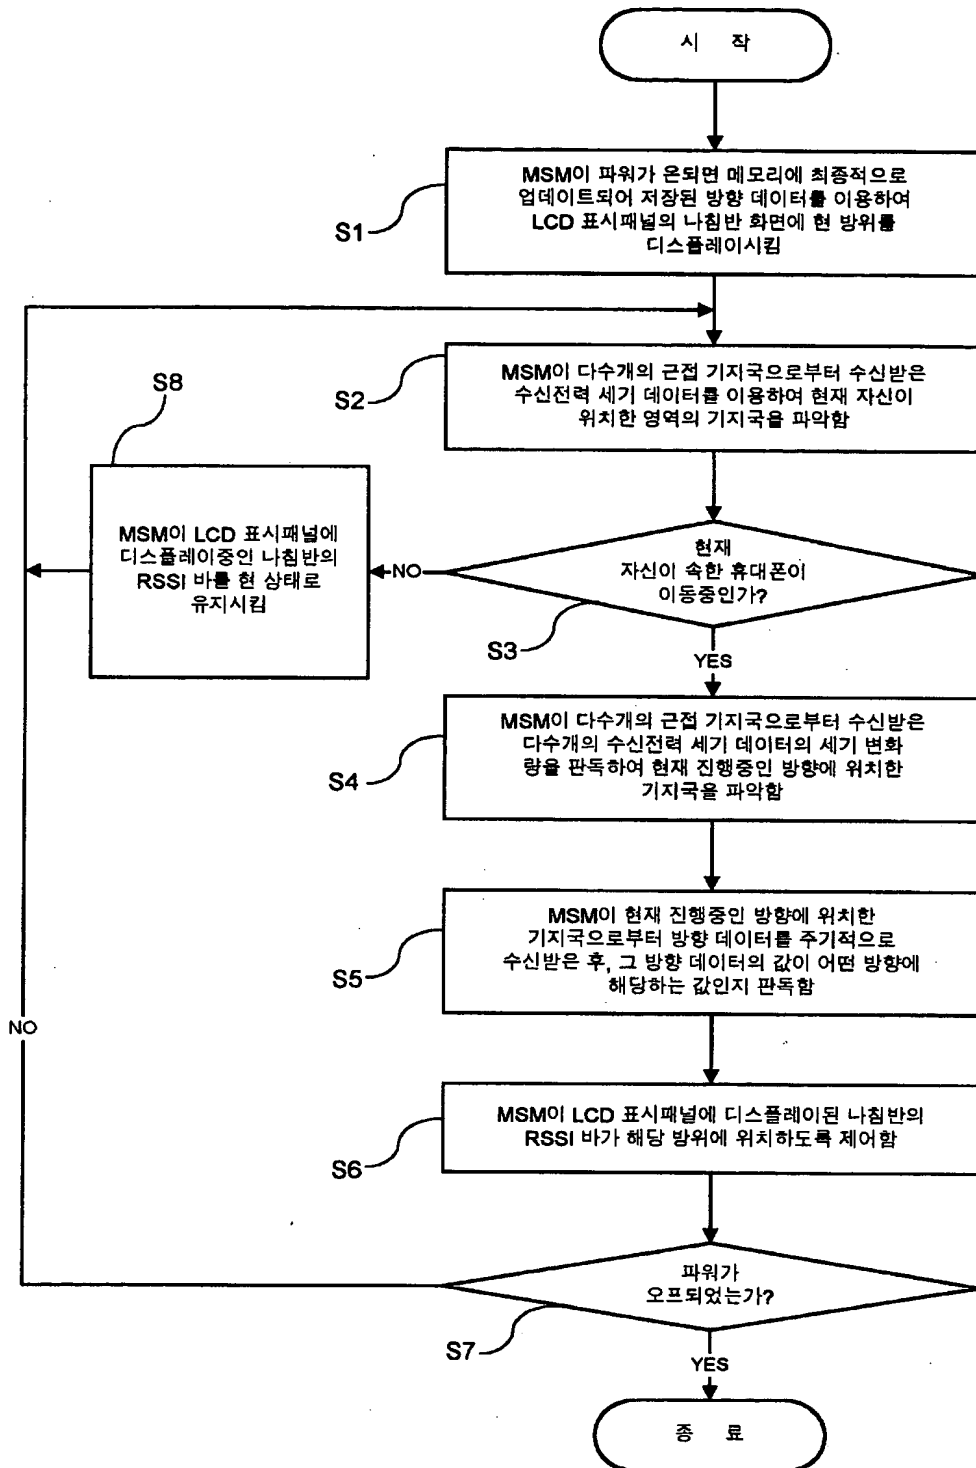 시 작
MSM이 파워가 온되면 메모리에 최종적으로
업데이트되어 저장된 방향 데이터를 이용하여
LCD 표시패널의 나침반 화면에 현 방위를
디스플레이시킴
S1
MSM이 다수개의 근접 기지국으로부터 수신받은
수신전력 세기 데이터를 이용하여 현재 자신이
위치한 영역의 기지국을 파악함
S2
S8
MSM이 LCD 표시패널에
디스플레이중인 나침반의
RSSI 바를 현 상태로
유지시킴
NO
현재
자신이 속한 휴대폰이
이동중인가?
S3
YES
MSM이 다수개의 근접 기지국으로부터 수신받은
다수개의 수신전력 세기 데이터의 세기 변화
량을 판독하여 현재 진행중인 방향에 위치한
기지국을 파악함
S4
MSM이 현재 진행중인 방향에 위치한
기지국으로부터 방향 데이터를 주기적으로
수신받은 후, 그 방향 데이터의 값이 어떤 방향에
해당하는 값인지 판독함
S5
NO
MSM이 LCD 표시패널에 디스플레이된 나침반의
RSSI 바가 해당 방위에 위치하도록 제어함
S6
파워가
오프되었는가?
S7
YES
종 료